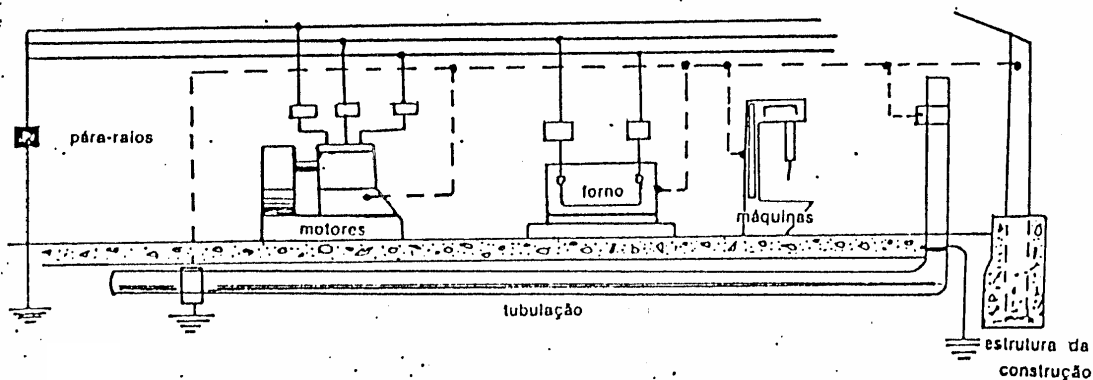 pára-raios
forno
motores
máquinas
tubulação
estrutura da
construção